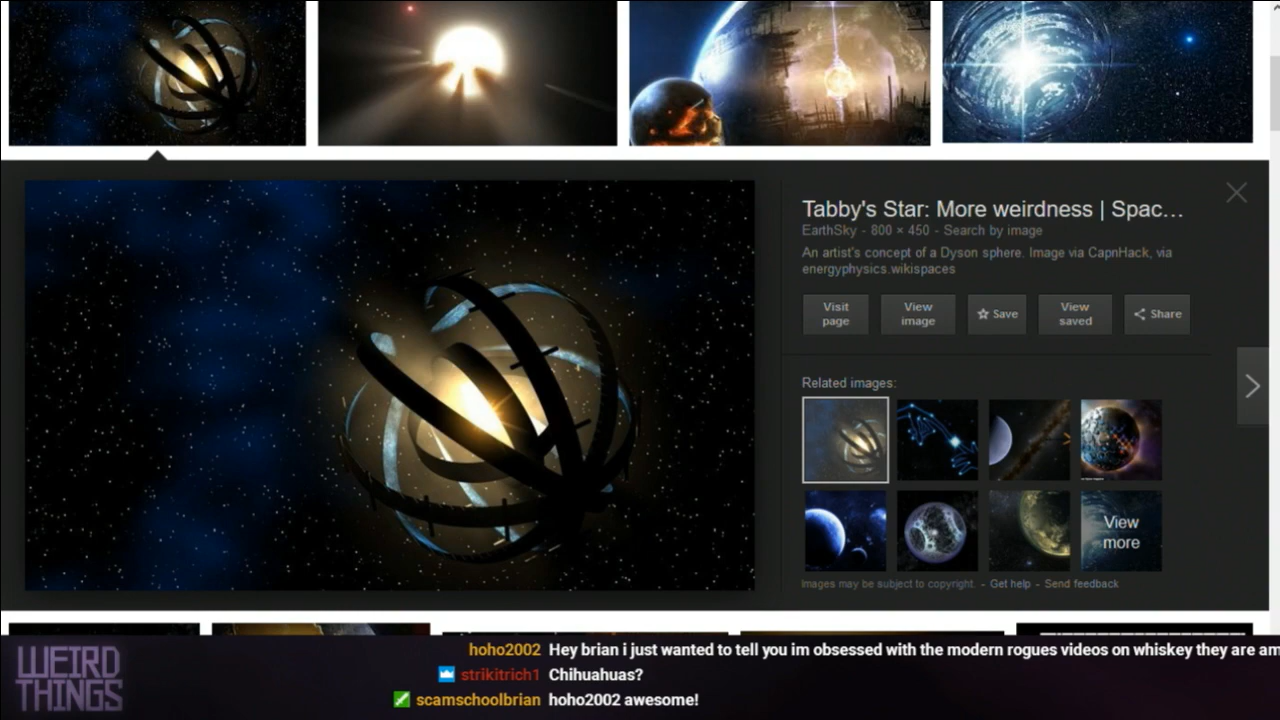 Tabby's Star: More weirdness | Spac…
EarthSky - 800 × 450 - Search by image
An artist's concept of a Dyson sphere. Image via CapnHack, via
energyphysics.wikispaces
Visit page
View image
Save
View saved
Share
Related images:
View more
Images may be subject to copyright. - Get help - Send feedback
WEIRD
THINGS
hoho2002 Hey brian i just wanted to tell you im obsessed with the modern rogues videos on whiskey they are am
strikitrich1 Chihuahuas?
scamschoolbrian hoho2002 awesome!